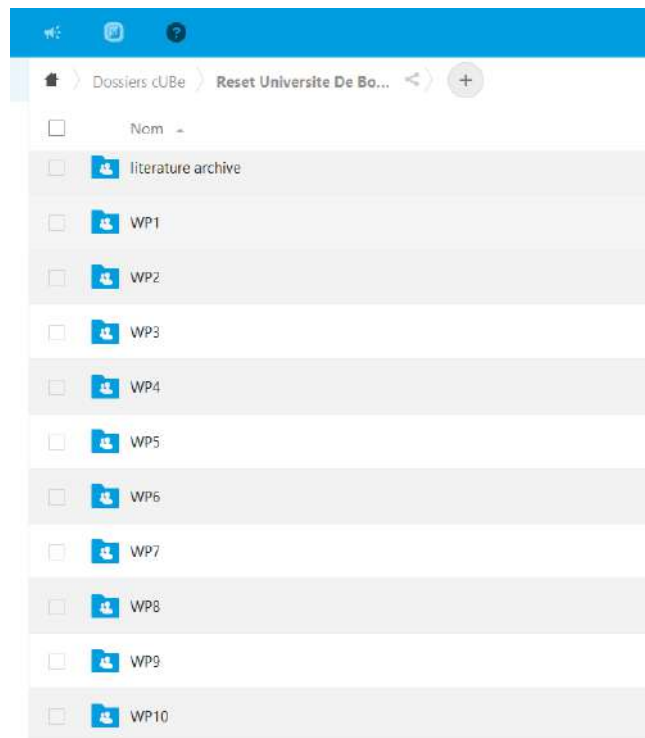 Dossiers cUBe Reset Universite De Bo... +
Nom
literature archive
WP1
WP2
WP3
WP4
WP5
WP6
WP7
WP8
WP9
WP10